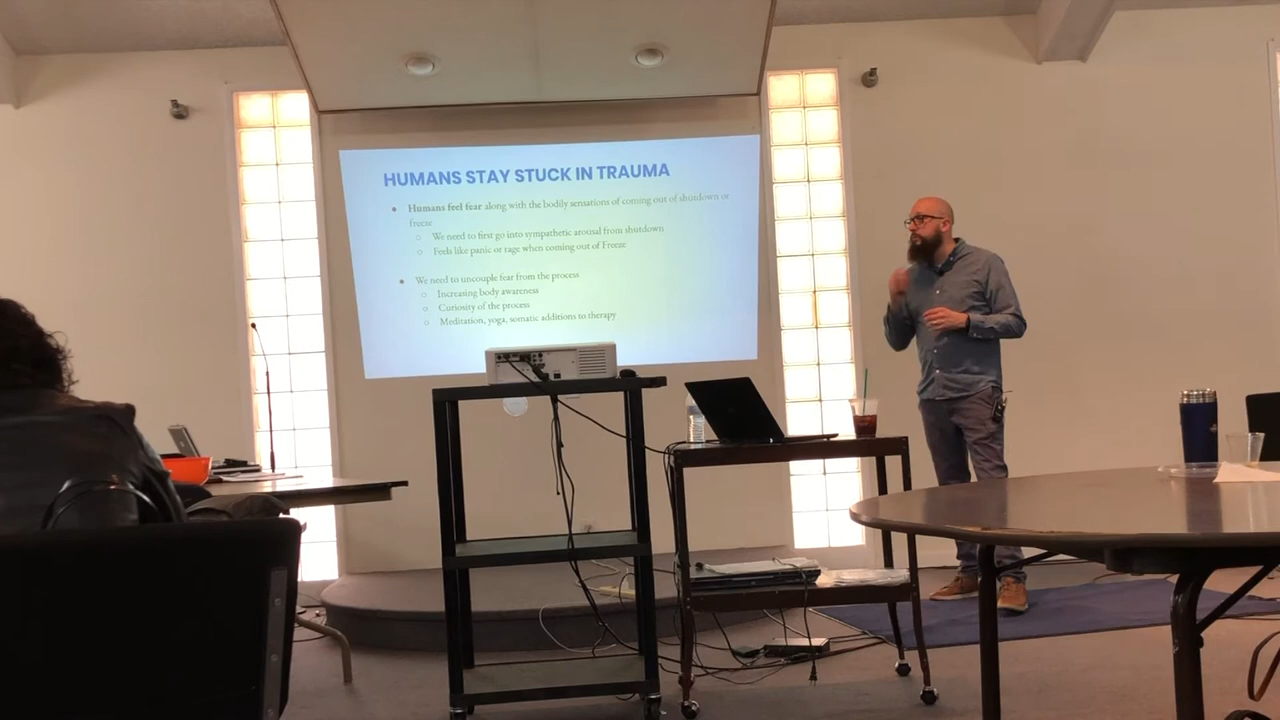 HUMANS STAY STUCK IN TRAUMA
● Humans feel fear along with the bodily sensations of coming out of shutdown or
freeze
○ We need to first go into sympathetic arousal from shutdown
○ Feels like panic or rage when coming out of Freeze
● We need to uncouple fear from the process
○ Increasing body awareness
○ Curiosity of the process
○ Meditation, yoga, somatic additions to therapy